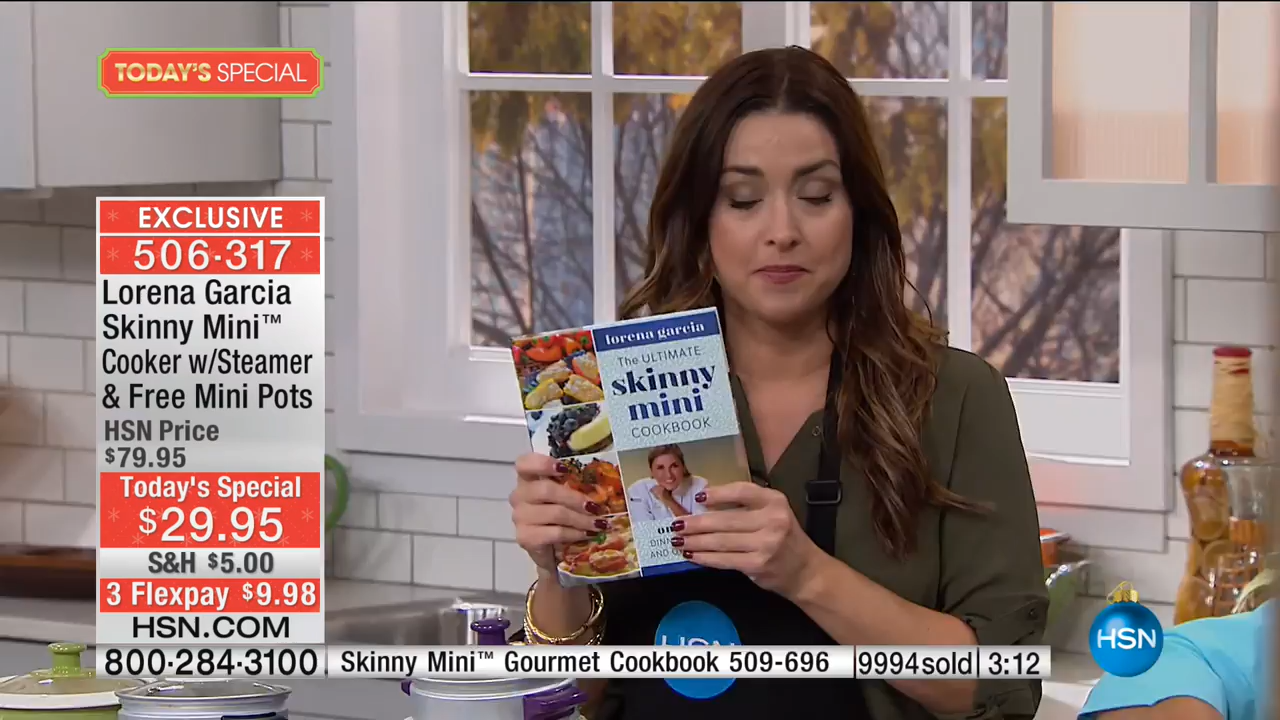 TODAY'S SPECIAL
EXCLUSIVE
506-317
Lorena Garcia
Skinny Mini™
Cooker w/Steamer
& Free Mini Pots
HSN Price
$79.95
Today's Special
$29.95
S&H $5.00
3 Flexpay $9.98
HSN.COM
800-284-3100
Skinny Mini™ Gourmet Cookbook 509-696
9994sold
3:12
lorena garcia
The ULTIMATE
skinny
mini
COOKBOOK
HSN
HSN